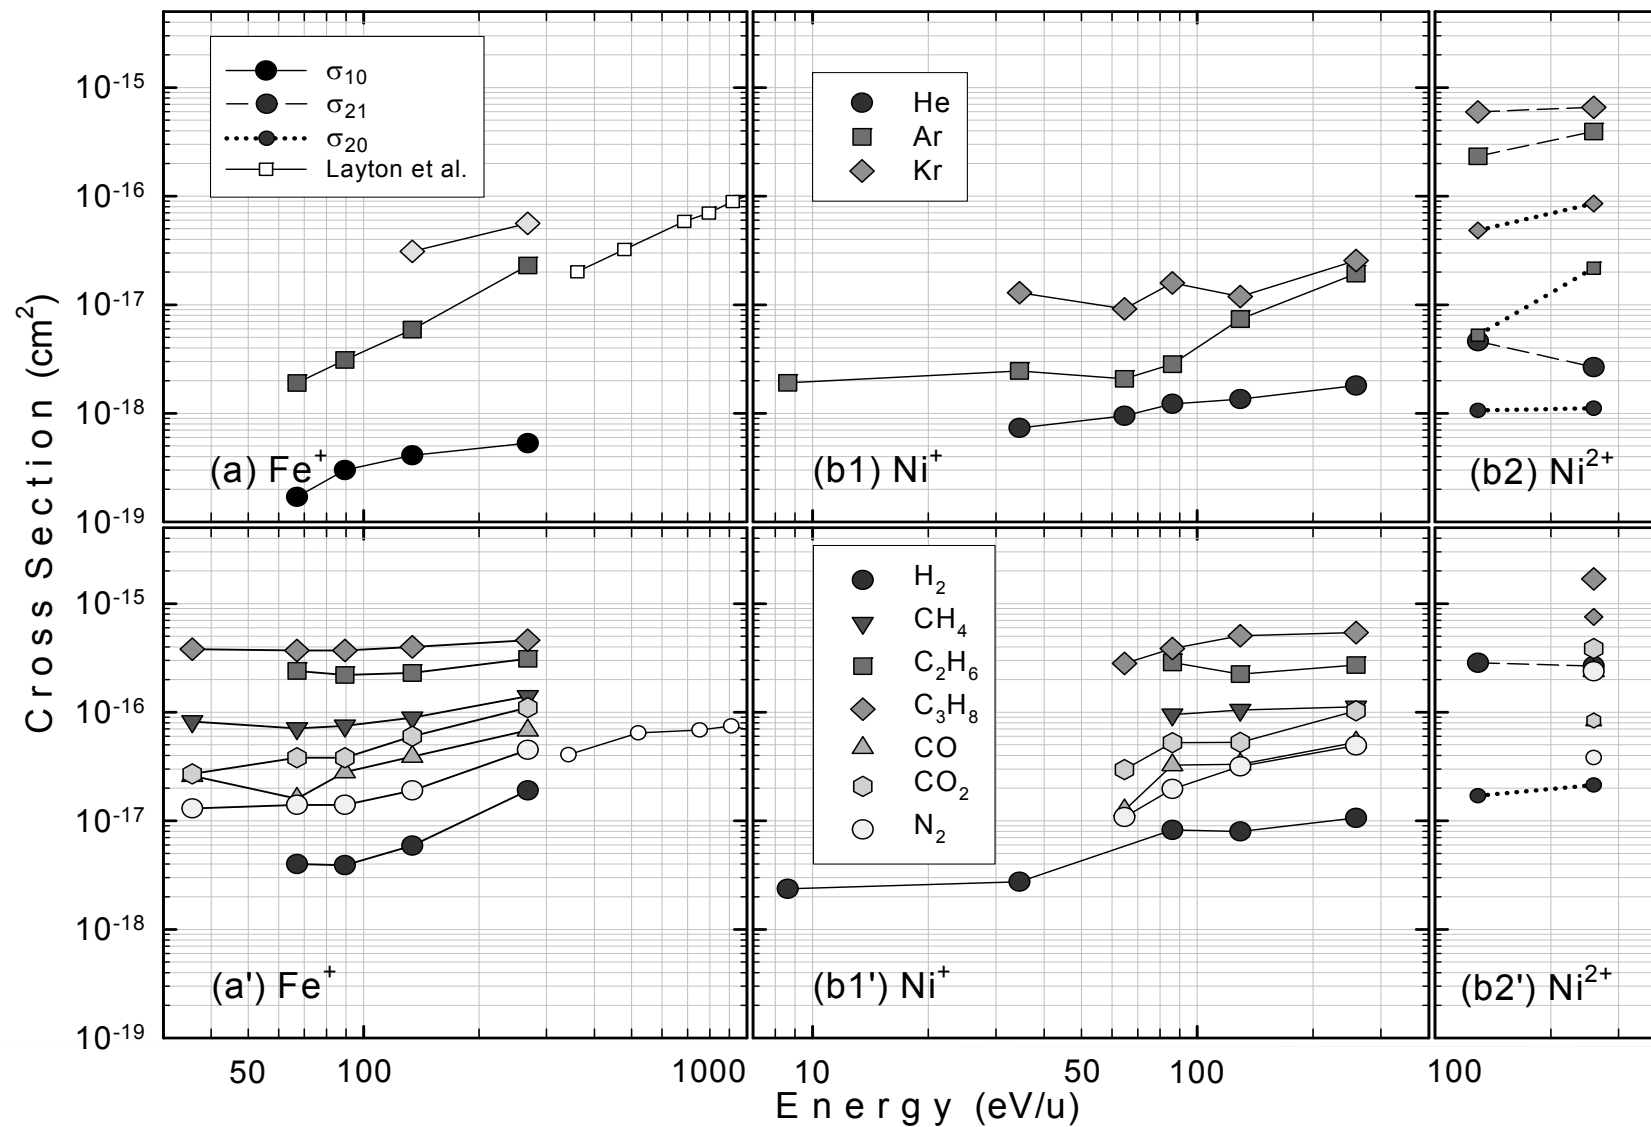 Cross Section (cm²)
10⁻¹⁵
10⁻¹⁶
10⁻¹⁷
10⁻¹⁸
10⁻¹⁹
σ₁₀
σ₂₁
σ₂₀
Layton et al.
(a) Fe⁺
He
Ar
Kr
(b1) Ni⁺
(b2) Ni²⁺
10⁻¹⁵
10⁻¹⁶
10⁻¹⁷
10⁻¹⁸
10⁻¹⁹
(a') Fe⁺
H₂
CH₄
C₂H₆
C₃H₈
CO
CO₂
N₂
(b1') Ni⁺
(b2') Ni²⁺
50 100 1000 10 50 100 100
Energy (eV/u)